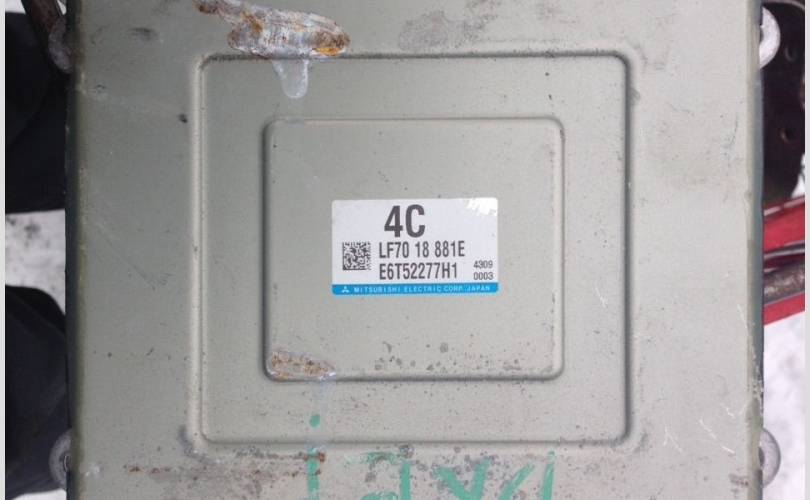 4C
LF70 18 881E
E6T52277H1
4309
0003
MITSUBISHI ELECTRIC CORP. JAPAN